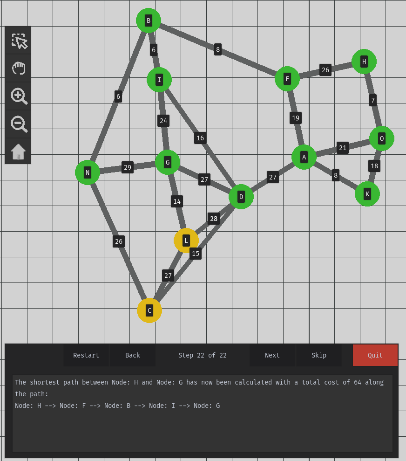 B
6
8
I
F
26
H
6
7
24
16
19
O
21
18
A
G
29
27
27
8
N
D
K
14
28
26
L
15
27
C
Restart Back Step 22 of 22 Next Skip Quit
The shortest path between Node: H and Node: G has now been calculated with a total cost of 64 along
the path:
Node: H --> Node: F --> Node: B --> Node: I --> Node: G